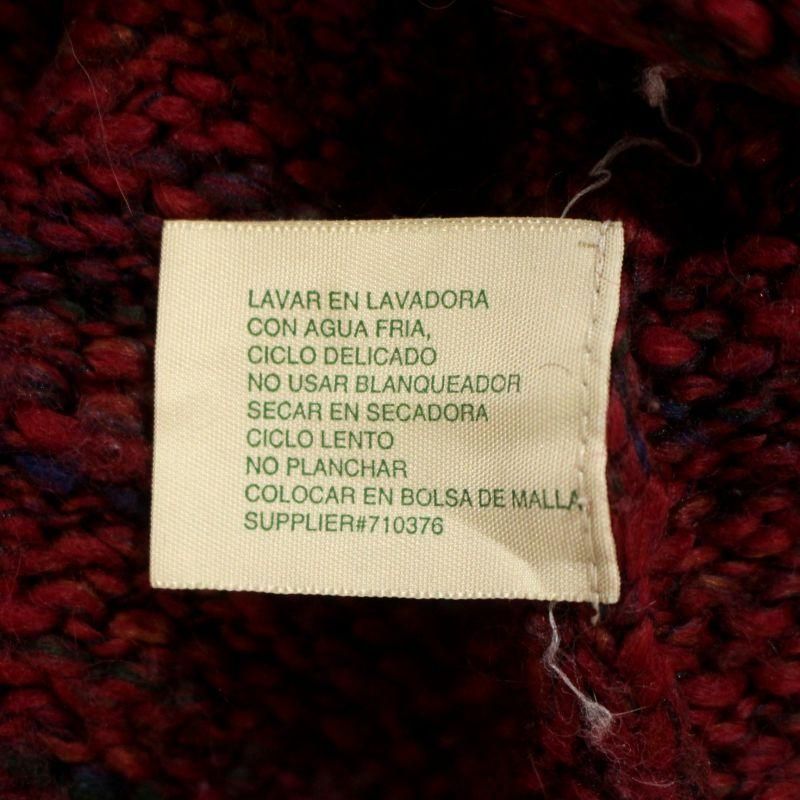 LAVAR EN LAVADORA
CON AGUA FRIA,
CICLO DELICADO
NO USAR BLANQUEADOR
SECAR EN SECADORA
CICLO LENTO
NO PLANCHAR
COLOCAR EN BOLSA DE MALLA
SUPPLIER#710376